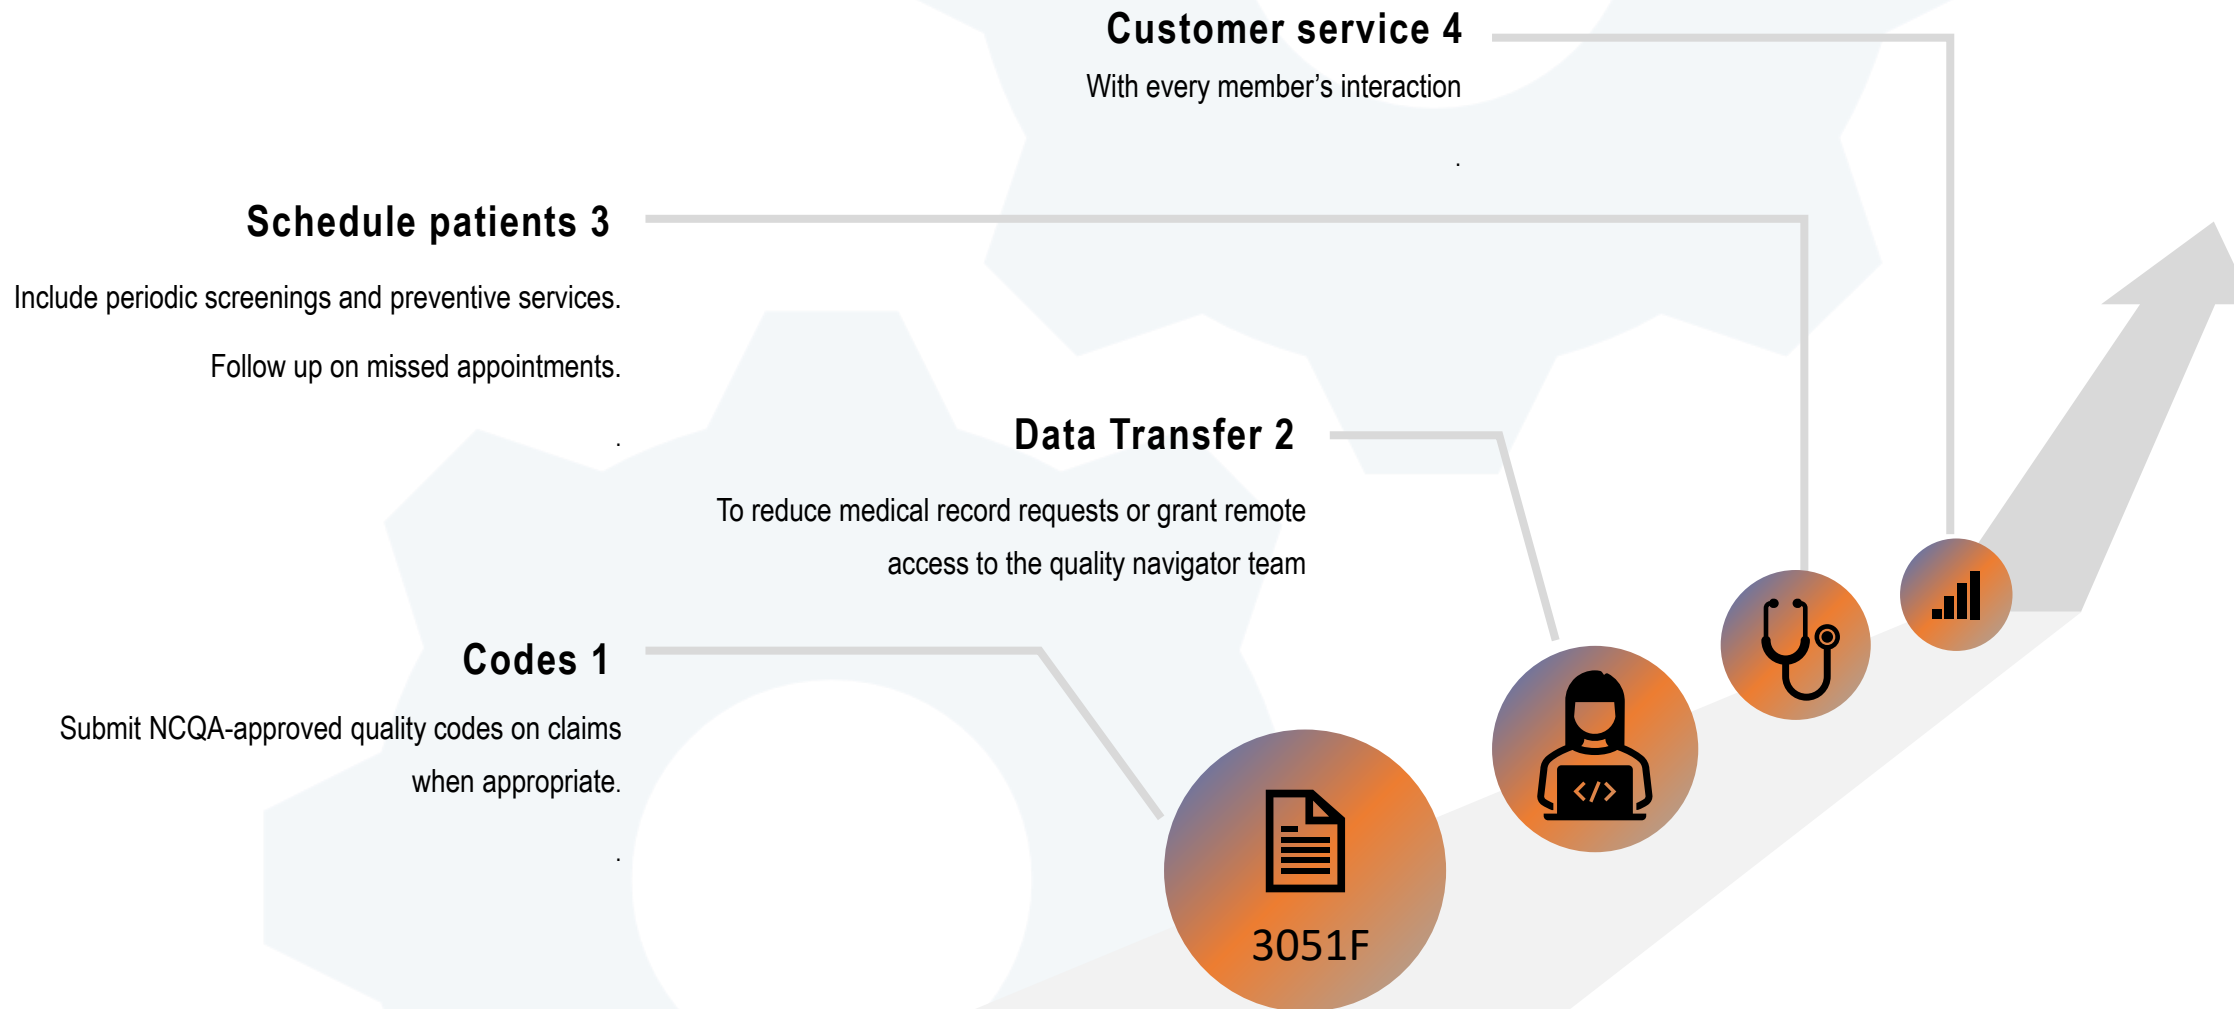 Customer service 4
With every member’s interaction
.
Schedule patients 3
Include periodic screenings and preventive services.
Follow up on missed appointments.
.
Data Transfer 2
To reduce medical record requests or grant remote
access to the quality navigator team
Codes 1
Submit NCQA-approved quality codes on claims
when appropriate.
.
</>
3051F